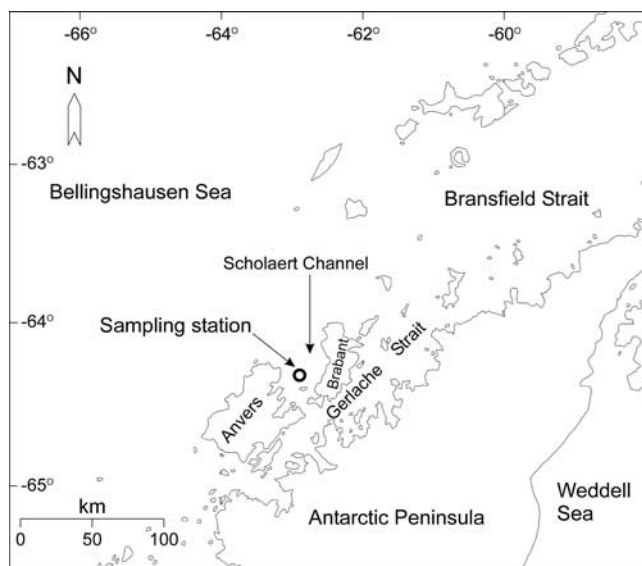 -66° -64° -62° -60°
N
-63°
Bellingshausen Sea
Bransfield Strait
Scholaert Channel
-64°
Sampling station
Strait
Brabant
Gerlache
Anvers
-65°
km
0 50 100
Antarctic Peninsula
Weddell
Sea